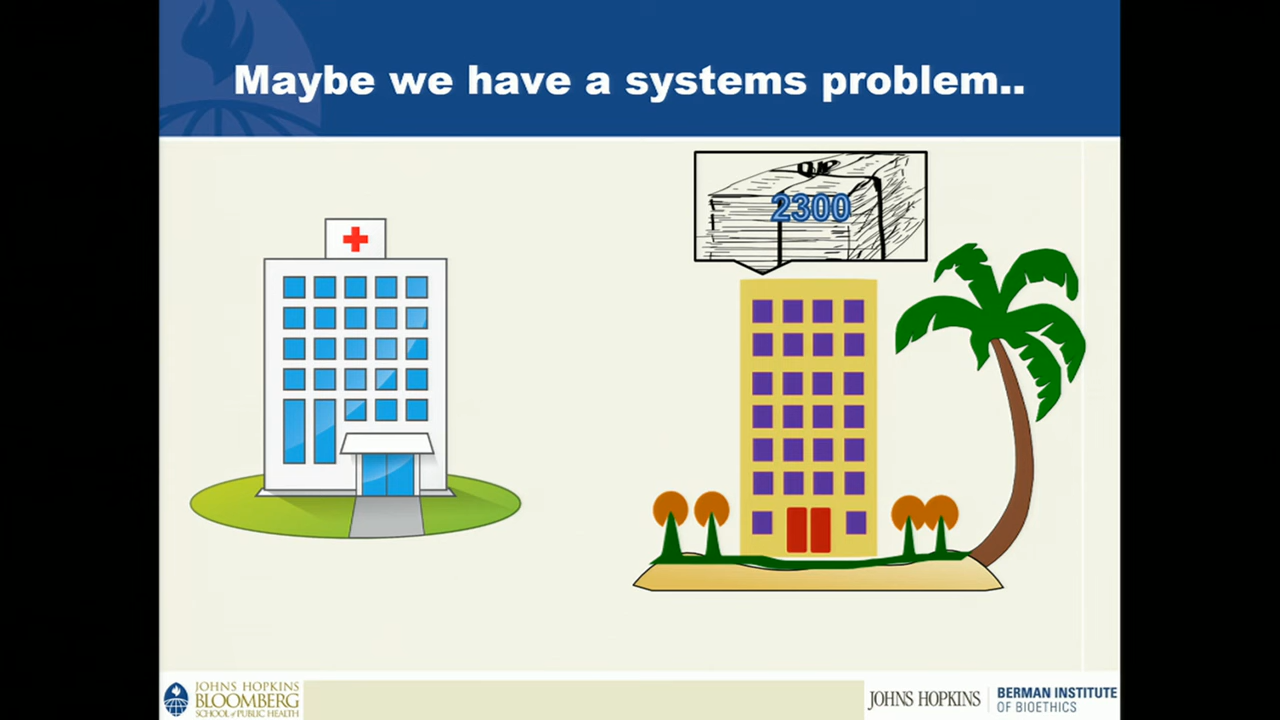 Maybe we have a systems problem..
2300
JOHNS HOPKINS
BLOOMBERG
SCHOOL of PUBLIC HEALTH
JOHNS HOPKINS
BERMAN INSTITUTE
OF BIOETHICS